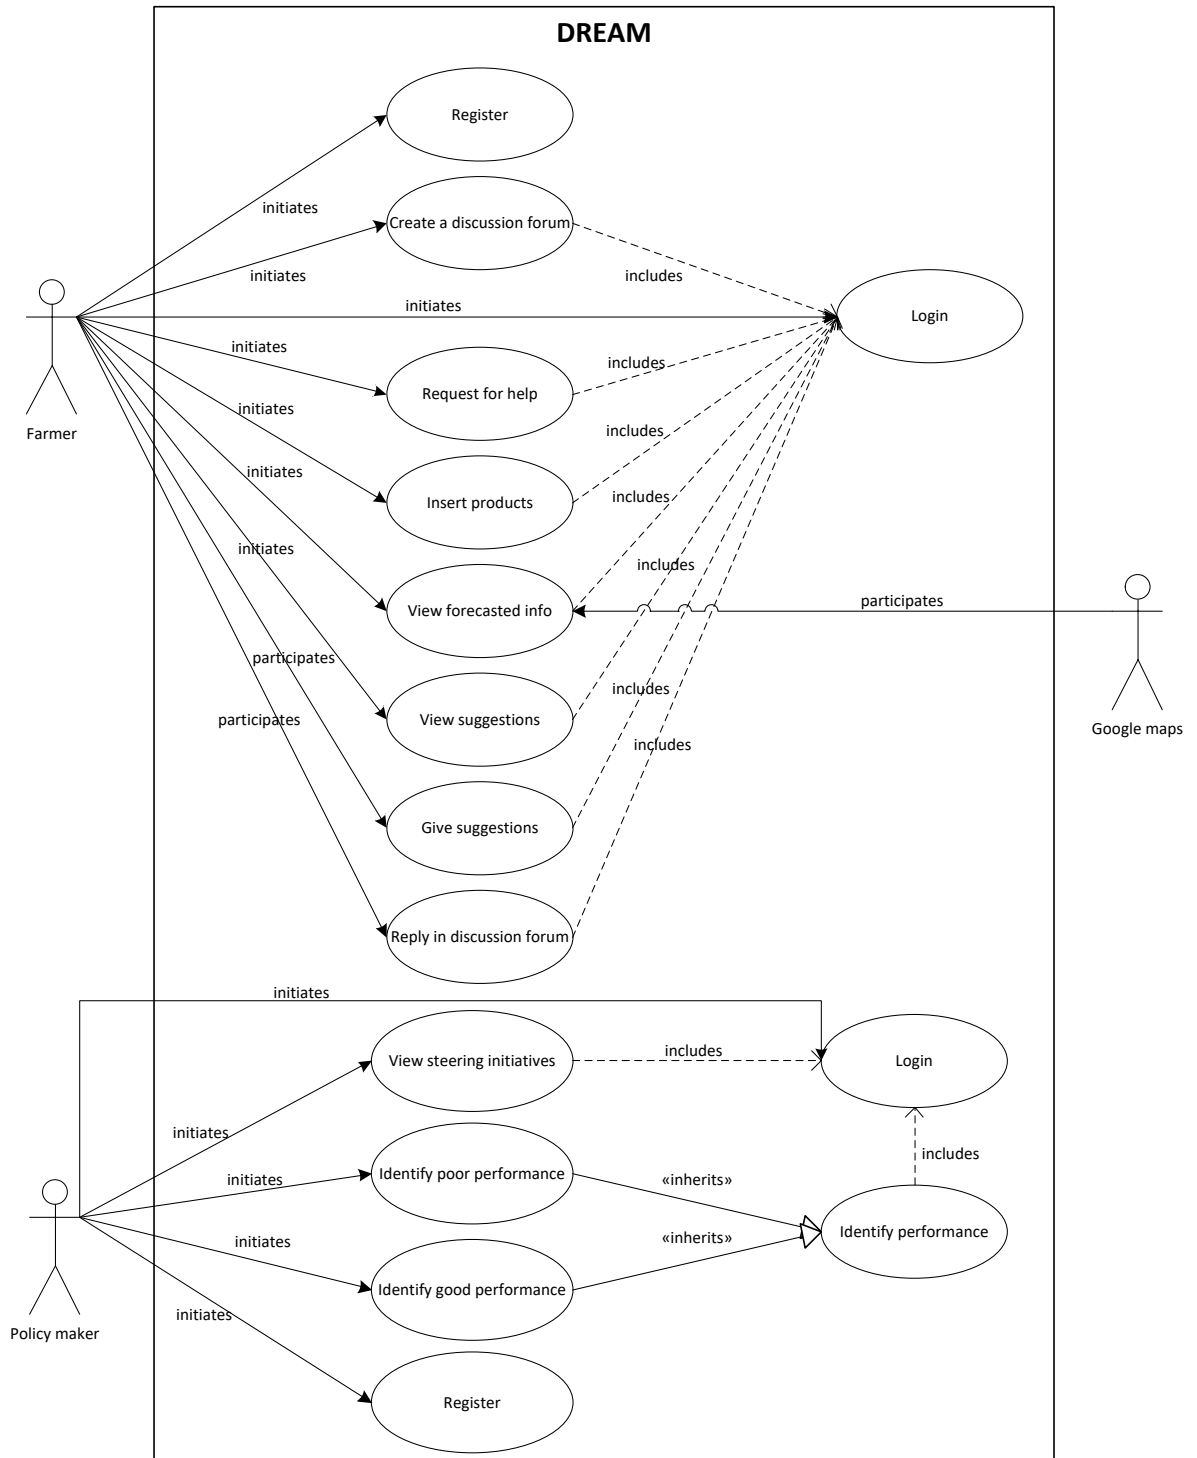 DREAM
Register
initiates
Create a discussion forum
initiates
includes
initiates
Login
initiates
includes
Request for help
Farmer
initiates
includes
initiates
includes
Insert products
initiates
includes
View forecasted info
participates
participates
includes
View suggestions
participates
includes
Google maps
Give suggestions
Reply in discussion forum
initiates
View steering initiatives
includes
Login
initiates
Identify poor performance
initiates
«inherits»
includes
initiates
«inherits»
Identify performance
Identify good performance
initiates
Policy maker
Register